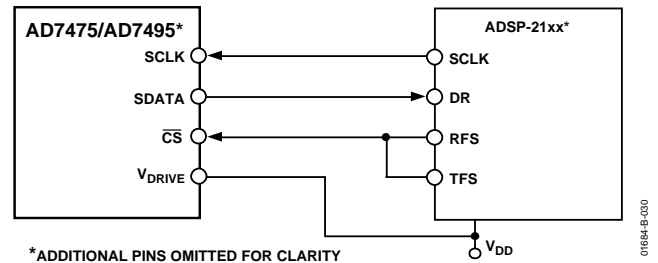 AD7475/AD7495*
SCLK
SDATA
CS
VDRIVE
ADSP-21xx*
SCLK
DR
RFS
TFS
VDD
*ADDITIONAL PINS OMITTED FOR CLARITY
01684-B-030